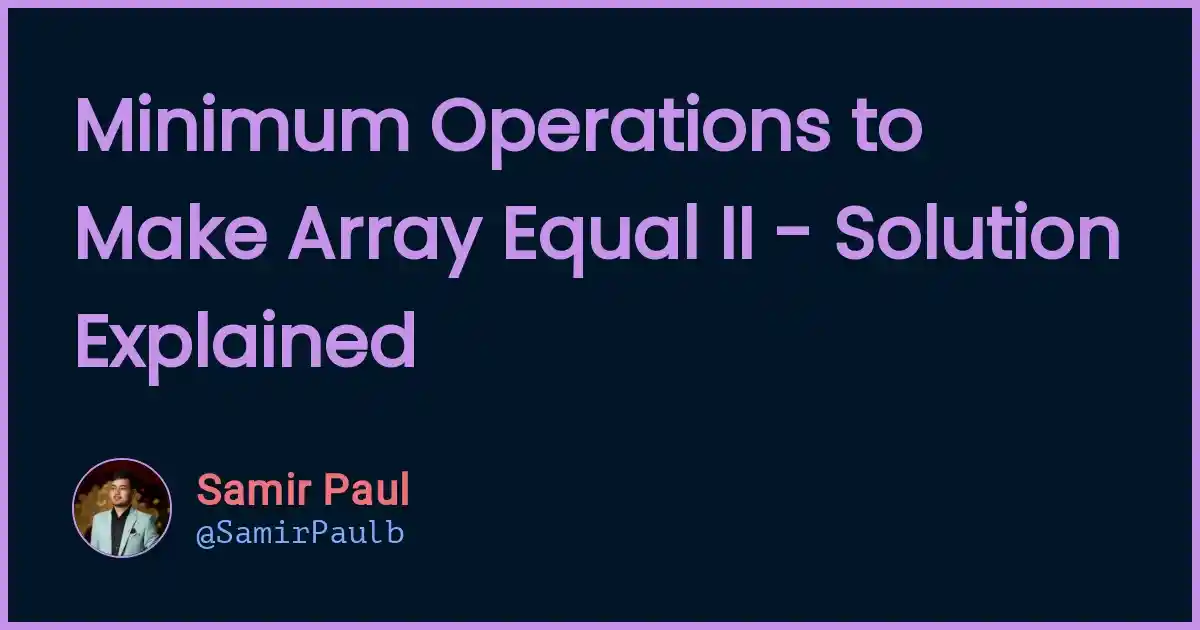 Minimum Operations to
Make Array Equal II - Solution
Explained
Samir Paul
@SamirPaulb